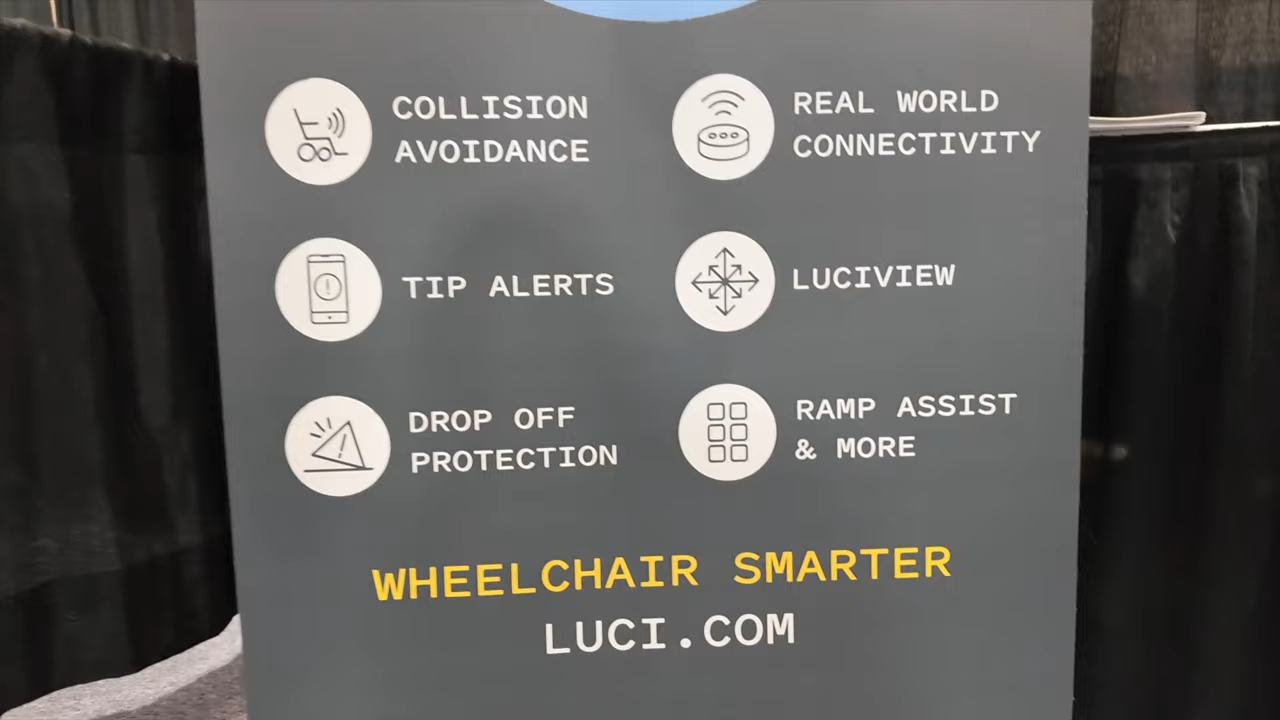 COLLISION
AVOIDANCE
REAL WORLD
CONNECTIVITY
TIP ALERTS
LUCIVIEW
DROP OFF
PROTECTION
RAMP ASSIST
& MORE
WHEELCHAIR SMARTER
LUCI.COM